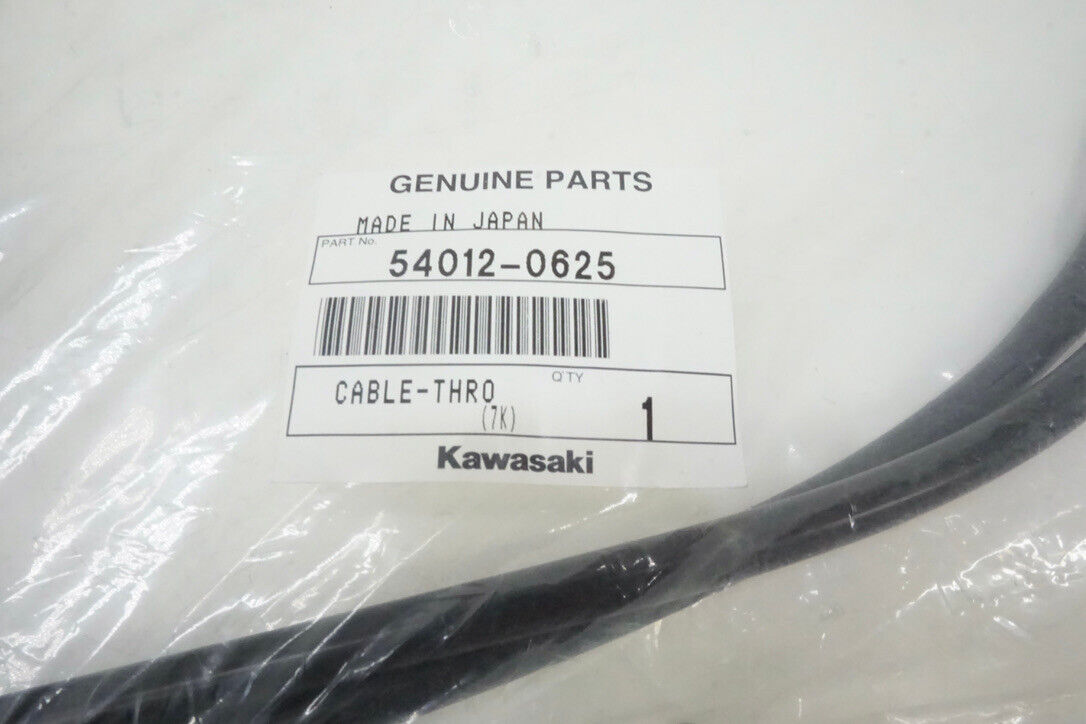 GENUINE PARTS
MADE IN JAPAN
PART No.
54012-0625
CABLE-THRO
Q'TY
(7K)
1
Kawasaki